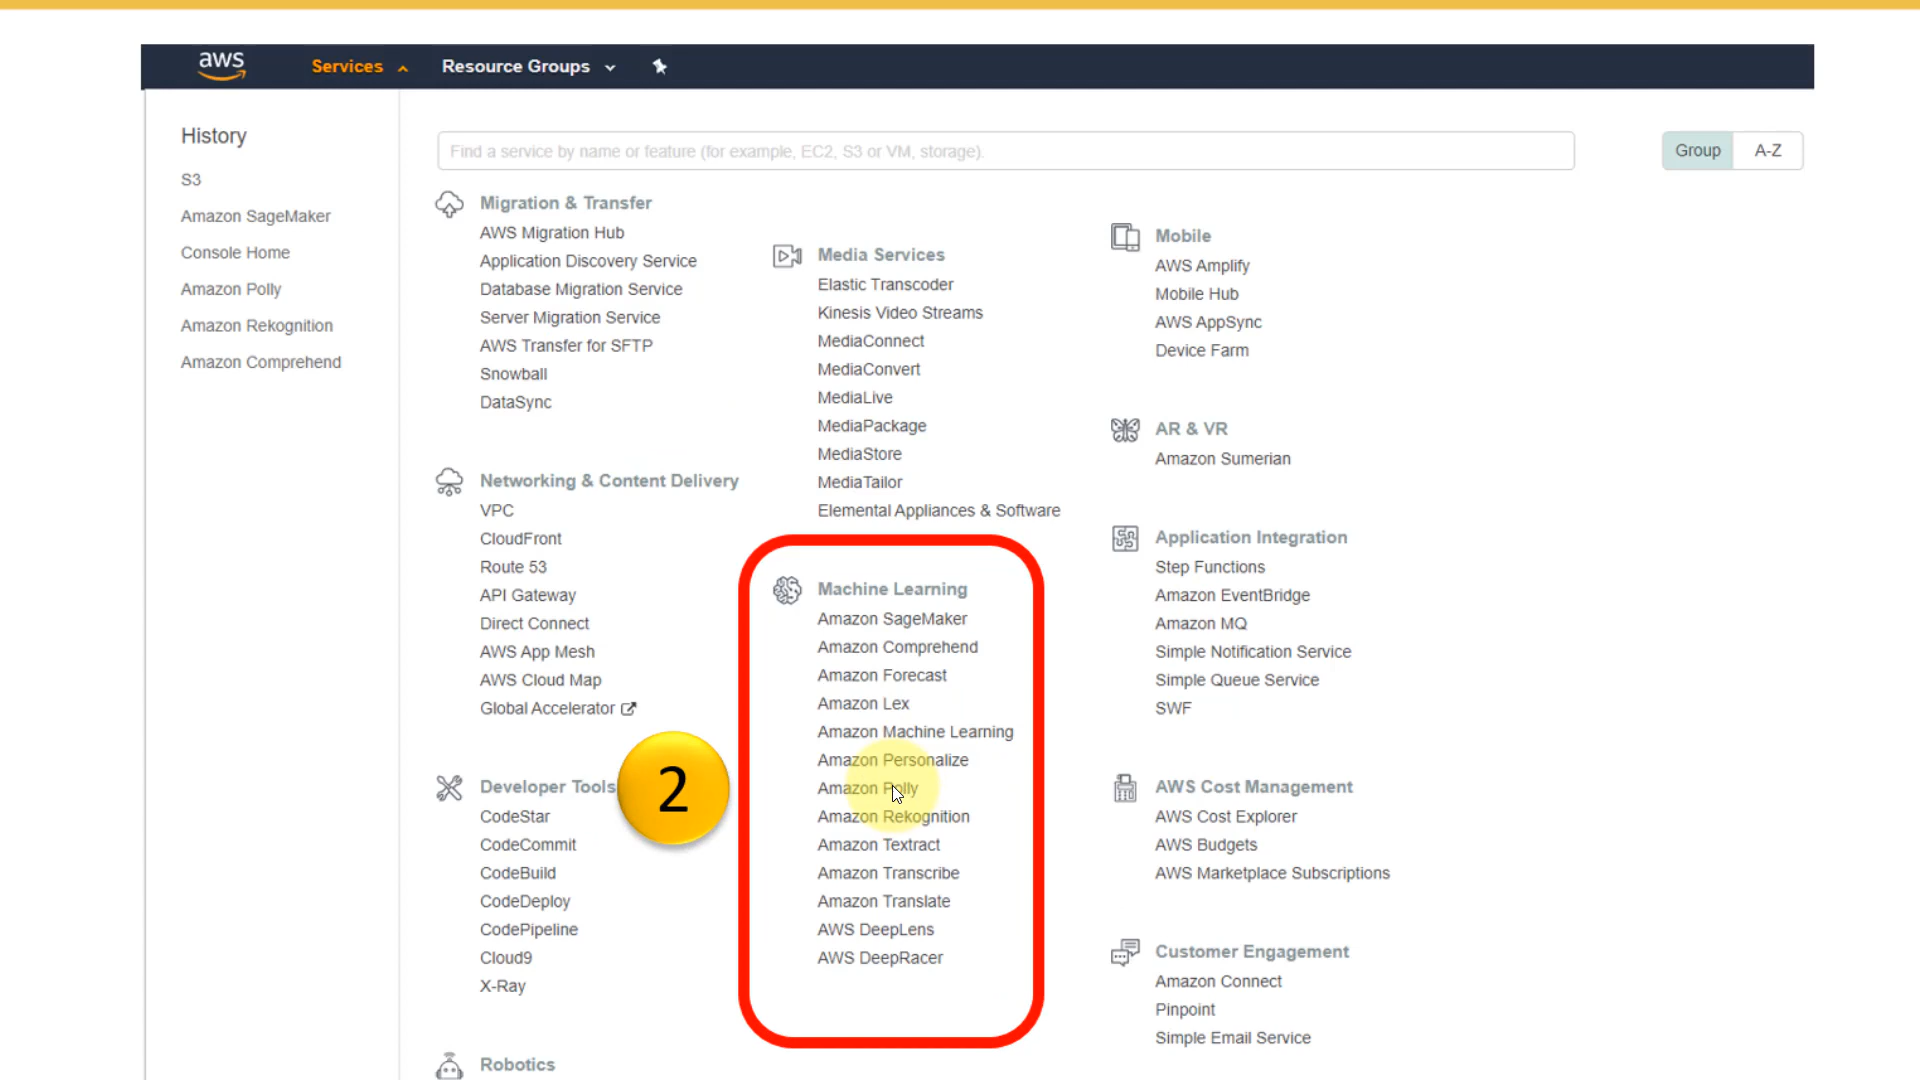 aws
Services
Resource Groups
History
S3
Amazon SageMaker
Console Home
Amazon Polly
Amazon Rekognition
Amazon Comprehend
Find a service by name or feature (for example, EC2, S3 or VM, storage).
Group
A-Z
Migration & Transfer
AWS Migration Hub
Application Discovery Service
Database Migration Service
Server Migration Service
AWS Transfer for SFTP
Snowball
DataSync
Networking & Content Delivery
VPC
CloudFront
Route 53
API Gateway
Direct Connect
AWS App Mesh
AWS Cloud Map
Global Accelerator
Developer Tools
CodeStar
CodeCommit
CodeBuild
CodeDeploy
CodePipeline
Cloud9
X-Ray
Robotics
2
Media Services
Elastic Transcoder
Kinesis Video Streams
MediaConnect
MediaConvert
MediaLive
MediaPackage
MediaStore
MediaTailor
Elemental Appliances & Software
Machine Learning
Amazon SageMaker
Amazon Comprehend
Amazon Forecast
Amazon Lex
Amazon Machine Learning
Amazon Personalize
Amazon Polly
Amazon Rekognition
Amazon Textract
Amazon Transcribe
Amazon Translate
AWS DeepLens
AWS DeepRacer
Mobile
AWS Amplify
Mobile Hub
AWS AppSync
Device Farm
AR & VR
Amazon Sumerian
Application Integration
Step Functions
Amazon EventBridge
Amazon MQ
Simple Notification Service
Simple Queue Service
SWF
AWS Cost Management
AWS Cost Explorer
AWS Budgets
AWS Marketplace Subscriptions
Customer Engagement
Amazon Connect
Pinpoint
Simple Email Service